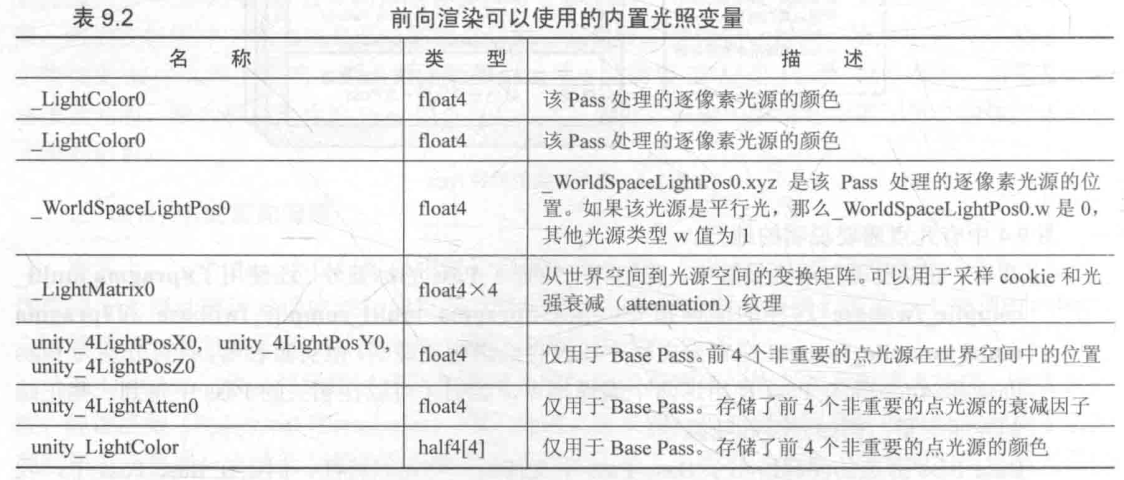 表 9.2 前向渲染可以使用的内置光照变量
名 称 类 型 描 述
_LightColor0 float4 该 Pass 处理的逐像素光源的颜色
_LightColor0 float4 该 Pass 处理的逐像素光源的颜色
_WorldSpaceLightPos0.xyz 是该 Pass 处理的逐像素光源的位
_WorldSpaceLightPos0 float4 置。如果该光源是平行光，那么_WorldSpaceLightPos0.w 是 0，
其他光源类型 w 值为 1
_LightMatrix0 float4×4 从世界空间到光源空间的变换矩阵。可以用于采样 cookie 和光
强衰减（attenuation）纹理
unity_4LightPosX0, unity_4LightPosY0,
unity_4LightPosZ0 float4 仅用于 Base Pass。前 4 个非重要的点光源在世界空间中的位置
unity_4LightAtten0 float4 仅用于 Base Pass。存储了前 4 个非重要的点光源的衰减因子
unity_LightColor half4[4] 仅用于 Base Pass。存储了前 4 个非重要的点光源的颜色